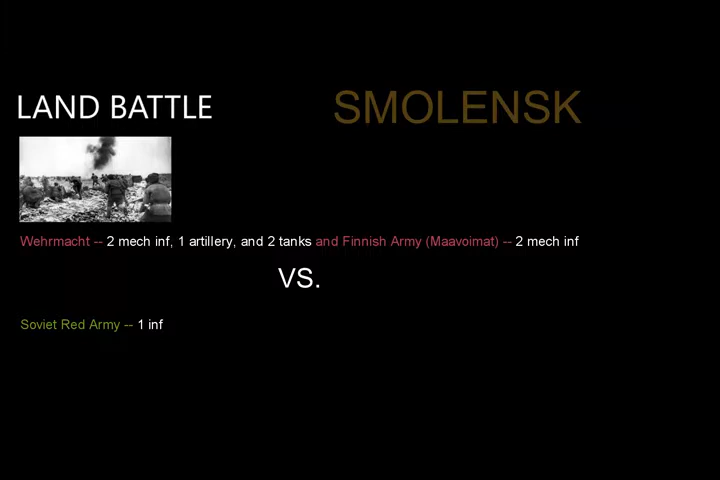 LAND BATTLE SMOLENSK
Wehrmacht -- 2 mech inf, 1 artillery, and 2 tanks and Finnish Army (Maavoimat) -- 2 mech inf
VS.
Soviet Red Army -- 1 inf